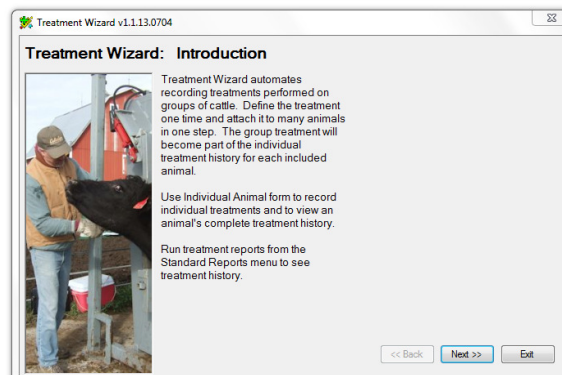 Treatment Wizard v1.1.13.0704
Treatment Wizard:  Introduction
Treatment Wizard automates
recording treatments performed on
groups of cattle.  Define the treatment
one time and attach it to many animals
in one step.  The group treatment will
become part of the individual
treatment history for each included
animal.
Use Individual Animal form to record
individual treatments and to view an
animal's complete treatment history.
Run treatment reports from the
Standard Reports menu to see
treatment history.
<< Back
Next >>
Exit